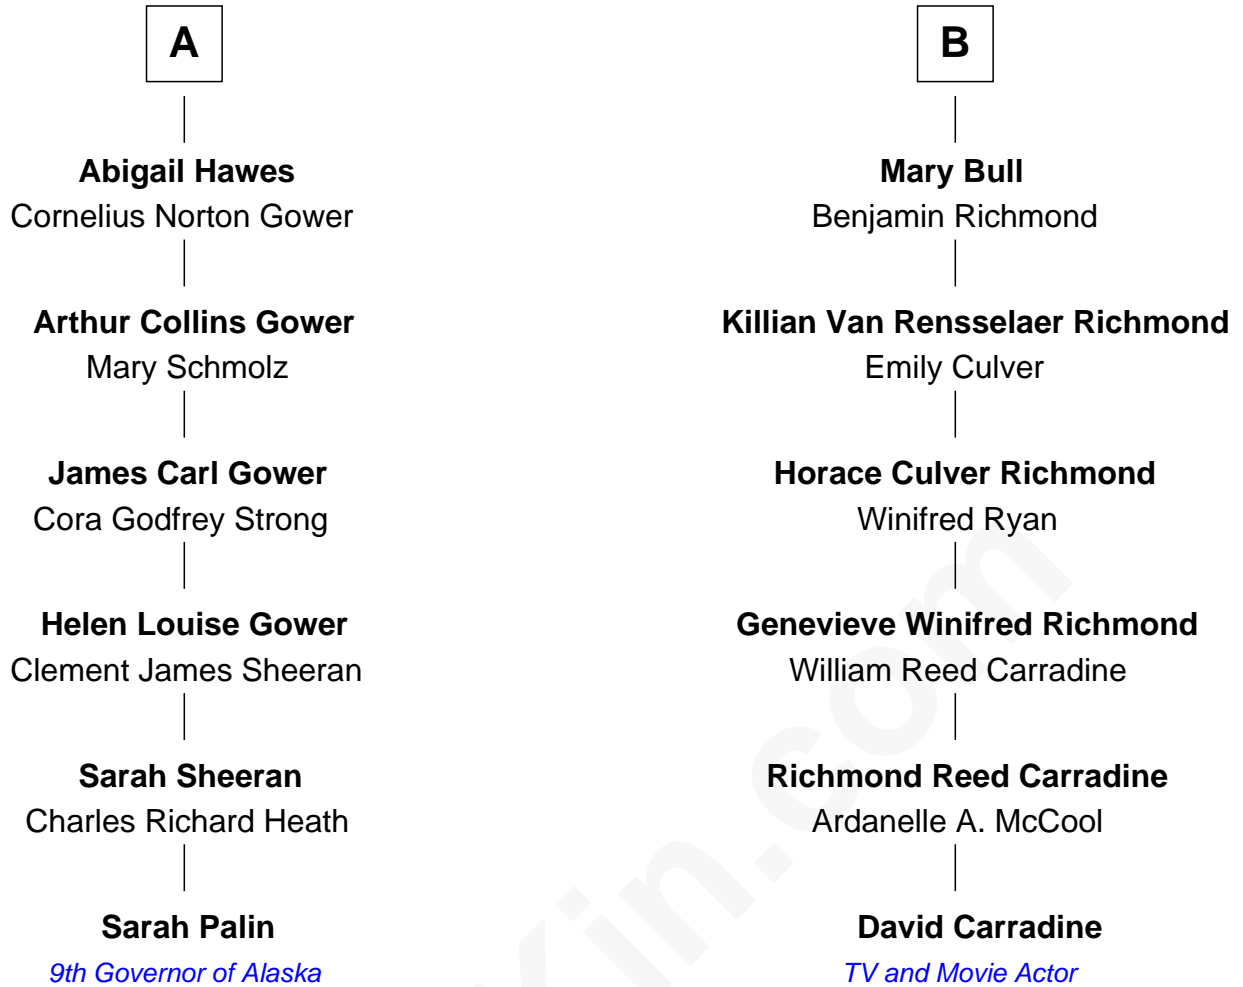 A
Abigail Hawes
Cornelius Norton Gower
Arthur Collins Gower
Mary Schmolz
James Carl Gower
Cora Godfrey Strong
Helen Louise Gower
Clement James Sheeran
Sarah Sheeran
Charles Richard Heath
Sarah Palin
9th Governor of Alaska
B
Mary Bull
Benjamin Richmond
Killian Van Rensselaer Richmond
Emily Culver
Horace Culver Richmond
Winifred Ryan
Genevieve Winifred Richmond
William Reed Carradine
Richmond Reed Carradine
Ardanelle A. McCool
David Carradine
TV and Movie Actor
Kin.com